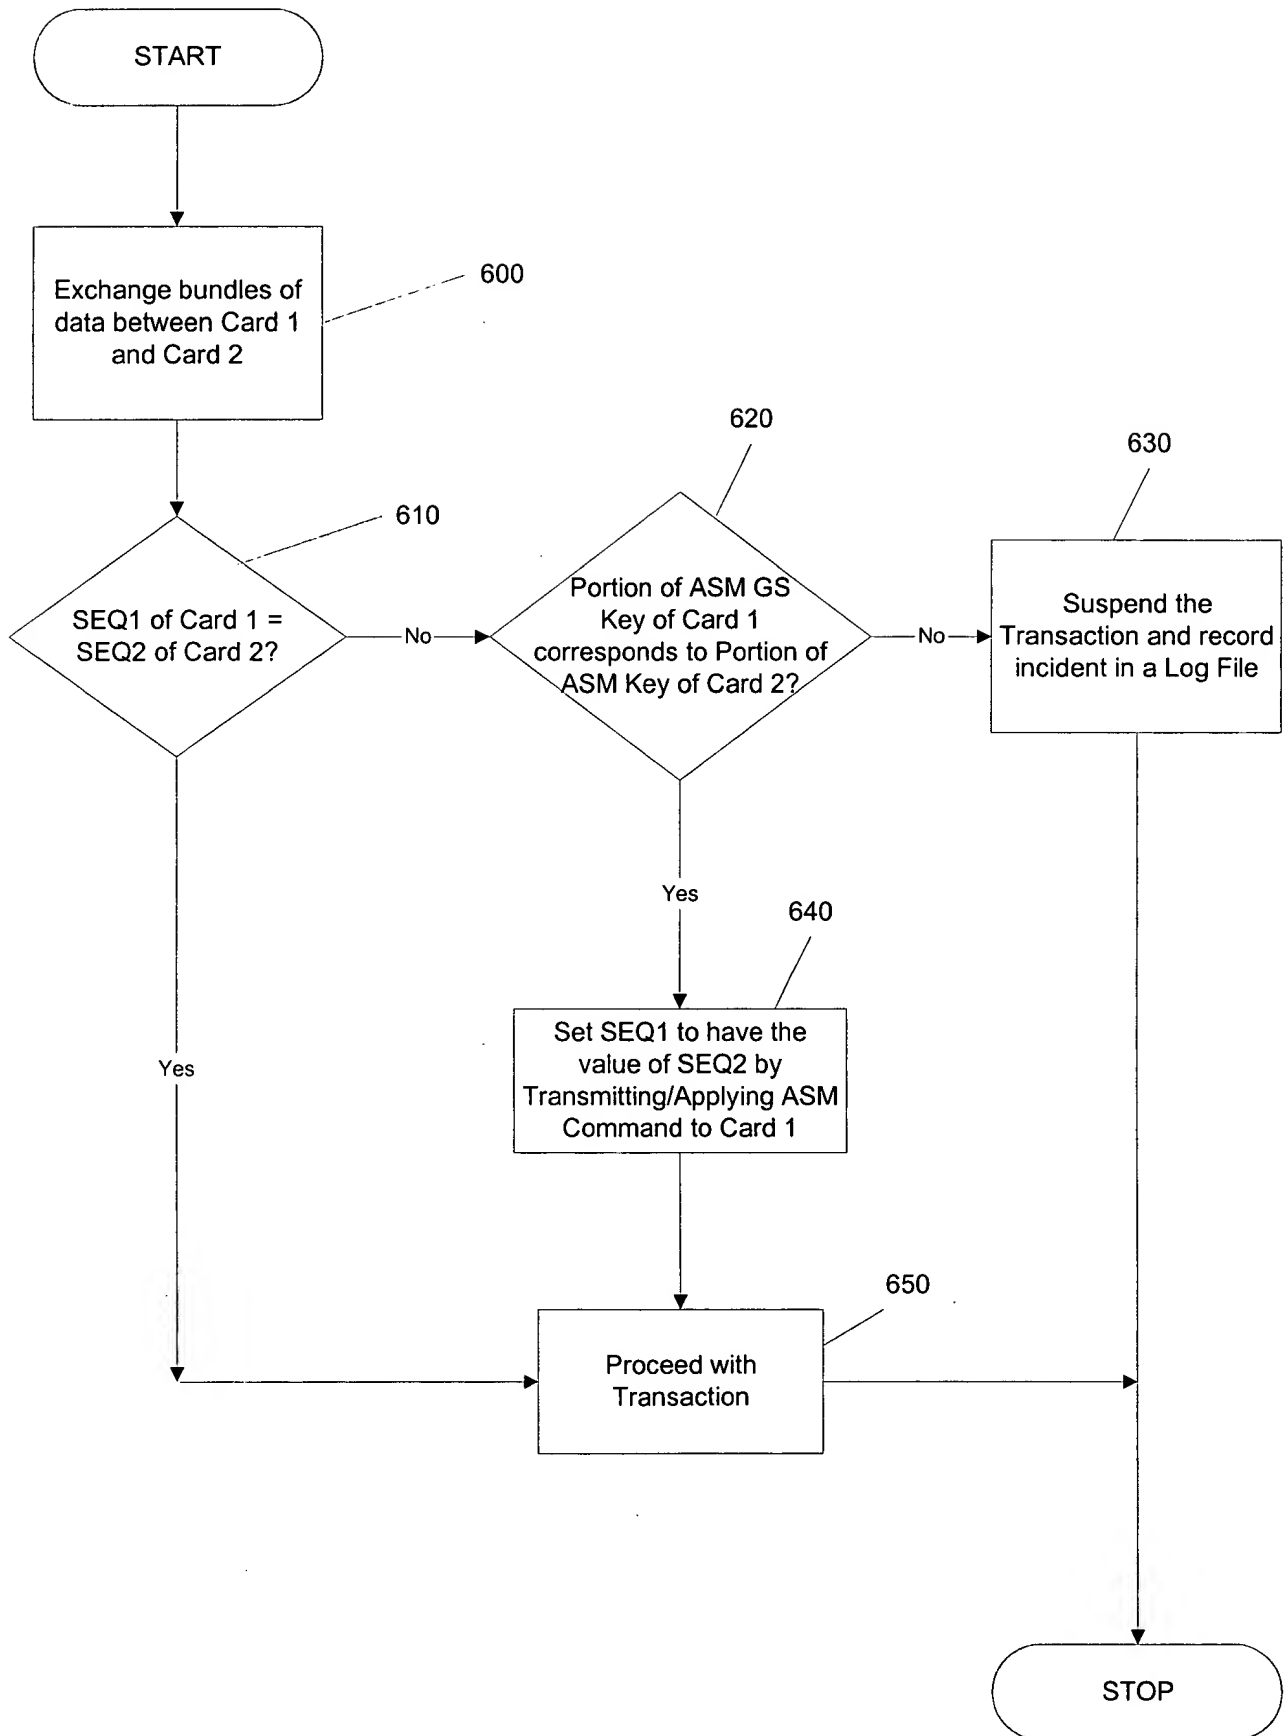 START
Exchange bundles of
data between Card 1
and Card 2
600
SEQ1 of Card 1 =
SEQ2 of Card 2?
610
No
Portion of ASM GS
Key of Card 1
corresponds to Portion of
ASM Key of Card 2?
620
No
630
Suspend the
Transaction and record
incident in a Log File
Yes
Yes
640
Set SEQ1 to have the
value of SEQ2 by
Transmitting/Applying ASM
Command to Card 1
650
Proceed with
Transaction
STOP